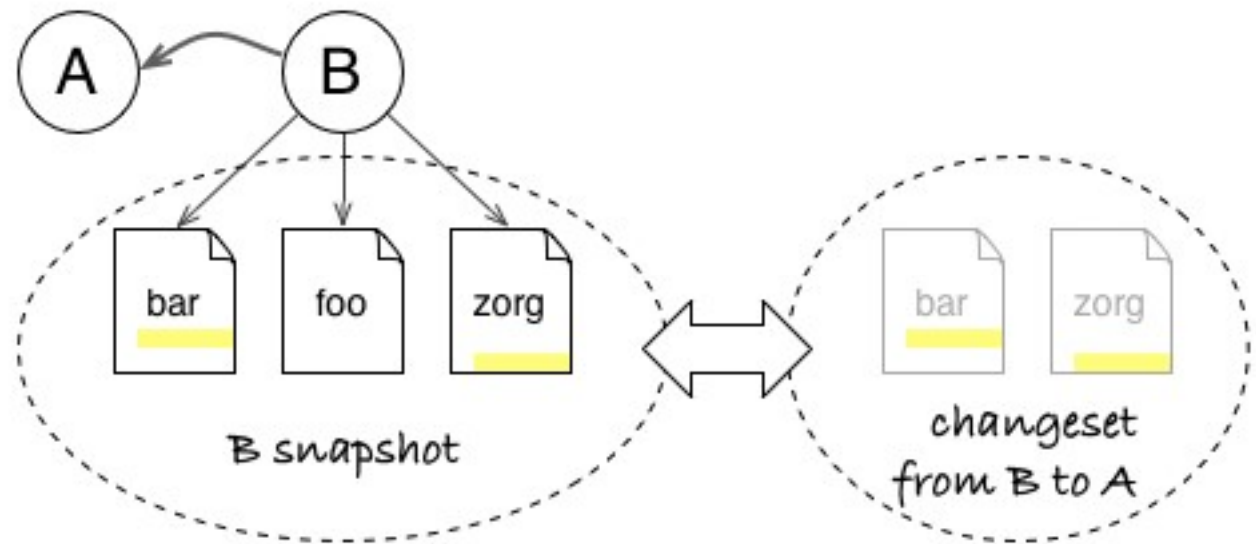 A
B
bar
foo
zorg
B snapshot
bar
zorg
changeset
from B to A